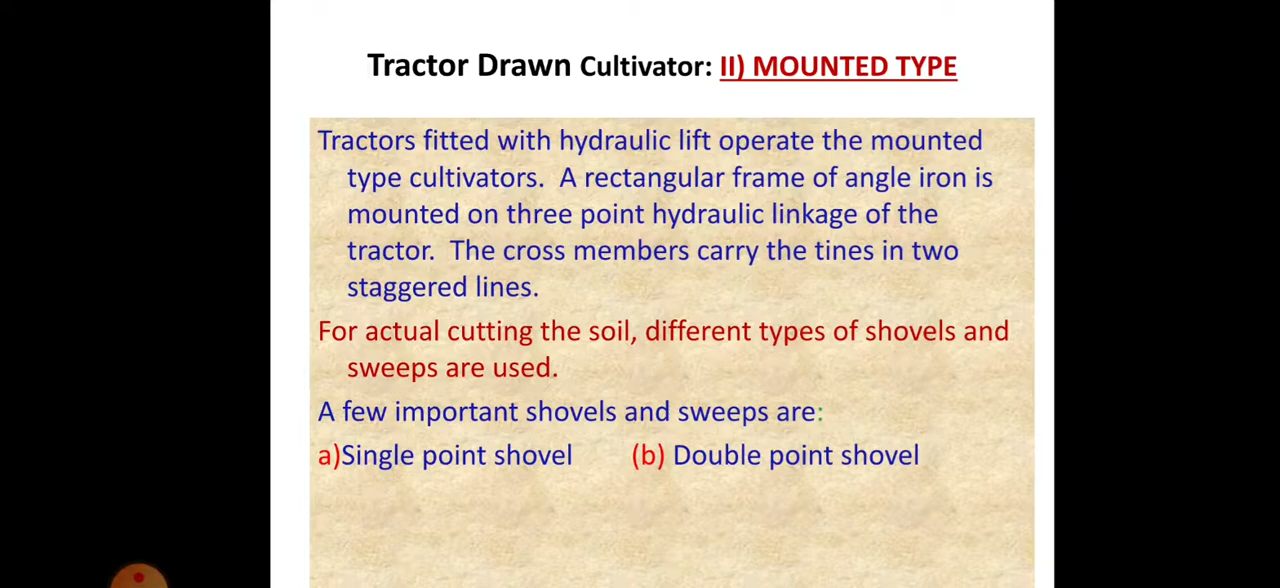 Tractor Drawn Cultivator: II) MOUNTED TYPE
Tractors fitted with hydraulic lift operate the mounted
type cultivators. A rectangular frame of angle iron is
mounted on three point hydraulic linkage of the
tractor. The cross members carry the tines in two
staggered lines.
For actual cutting the soil, different types of shovels and
sweeps are used.
A few important shovels and sweeps are:
a)Single point shovel (b) Double point shovel